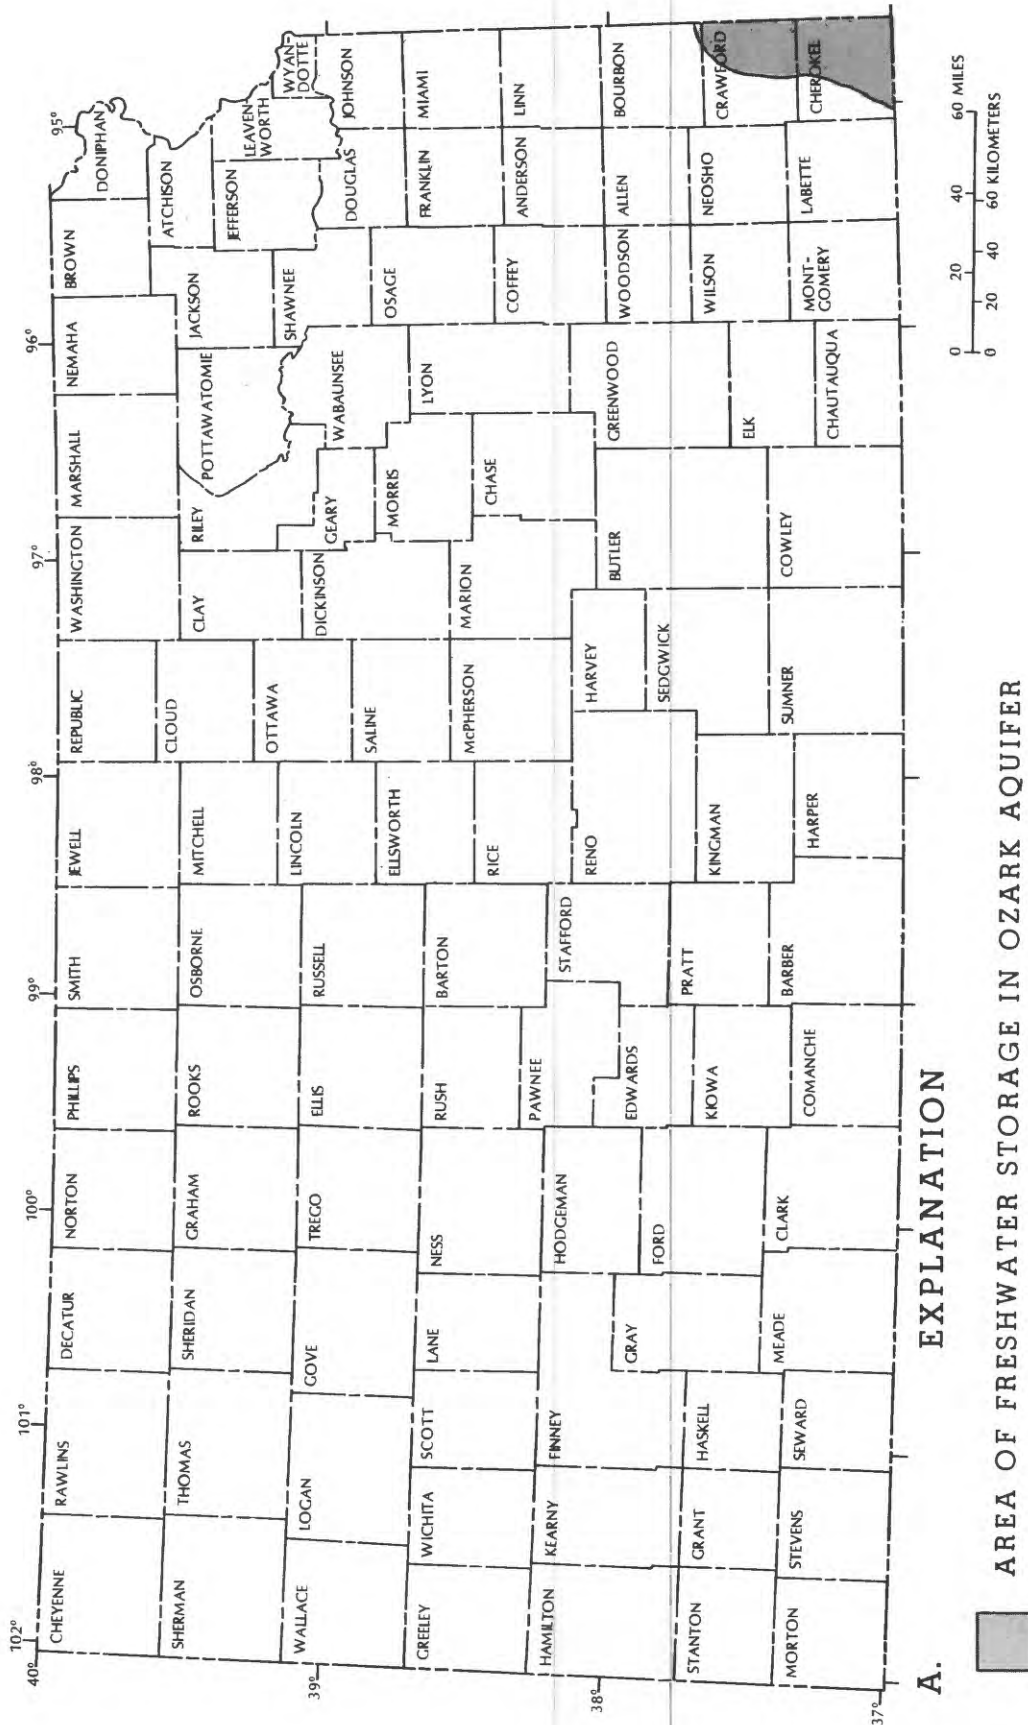 102°
101°
100°
99°
98°
97°
96°
95°
40°
39°
38°
37°
CHEYENNE
RAWLINS
DECATUR
NORTON
PHILLIPS
SMITH
JEWELL
REPUBLIC
WASHINGTON
MARSHALL
NEMAHA
BROWN
DONIPHAN
SHERMAN
THOMAS
SHERIDAN
GRAHAM
ROOKS
OSBORNE
MITCHELL
CLOUD
CLAY
RILEY
POTTAWATOMIE
JACKSON
ATCHISON
JEFFERSON
LEAVEN-
WORTH
WYAN-
DOTTE
WALLACE
LOGAN
GOVE
TREGO
ELLIS
RUSSELL
LINCOLN
OTTAWA
DICKINSON
GEARY
WABAUNSEE
SHAWNEE
DOUGLAS
JOHNSON
ELLSWORTH
SALINE
MORRIS
OSAGE
FRANKLIN
MIAMI
GREELEY
WICHITA
SCOTT
LANE
NESS
RUSH
BARTON
RICE
McPHERSON
MARION
CHASE
LYON
COFFEY
ANDERSON
LINN
HAMILTON
KEARNY
FINNEY
HODGEMAN
PAWNEE
STAFFORD
RENO
HARVEY
BUTLER
GREENWOOD
WOODSON
ALLEN
BOURBON
GRAY
FORD
EDWARDS
PRATT
SEDGWICK
STANTON
GRANT
HASKELL
KIOWA
KINGMAN
ELK
WILSON
NEOSHO
CRAWFORD
MORTON
STEVENS
SEWARD
MEADE
CLARK
COMANCHE
BARBER
HARPER
SUMNER
COWLEY
CHAUTAUQUA
MONT-
GOMERY
LABETTE
CHEROKEE
A.
EXPLANATION
0 20 40 60 MILES
0 20 40 60 KILOMETERS
AREA OF FRESHWATER STORAGE IN OZARK AQUIFER